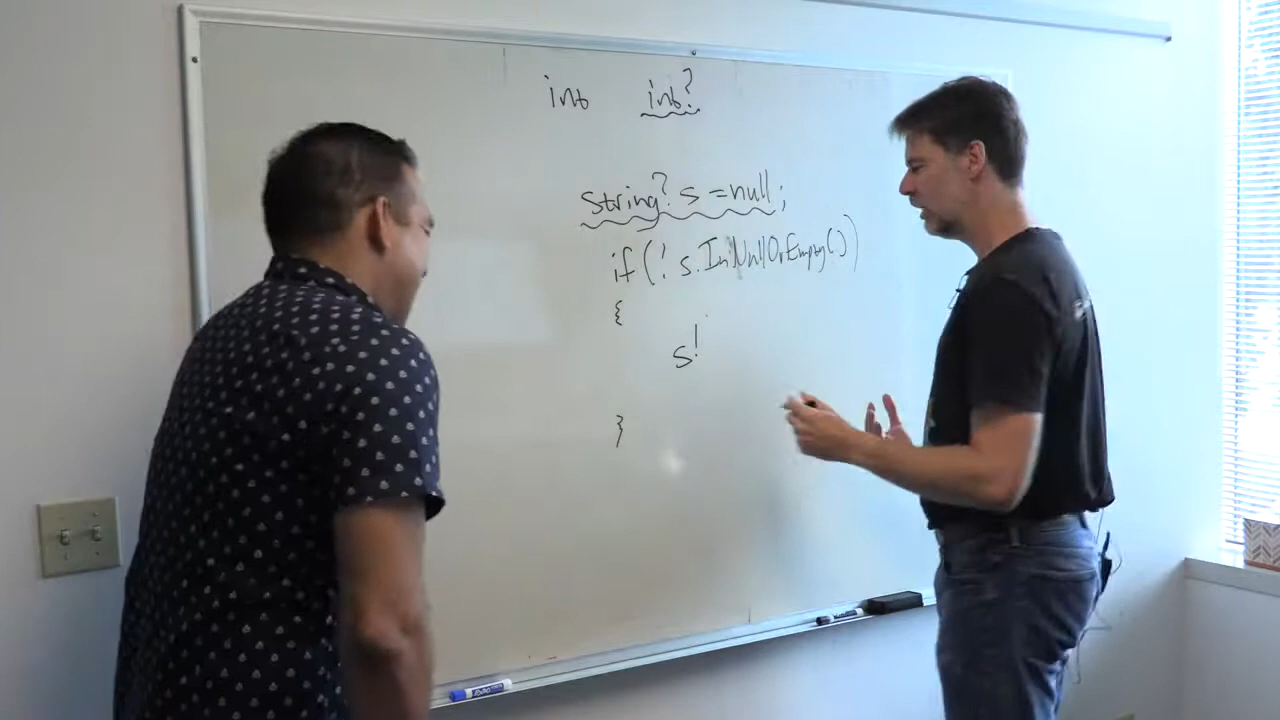 int int?
string? s = null;
if (! s.IsNullOrEmpty())
{
s!
}